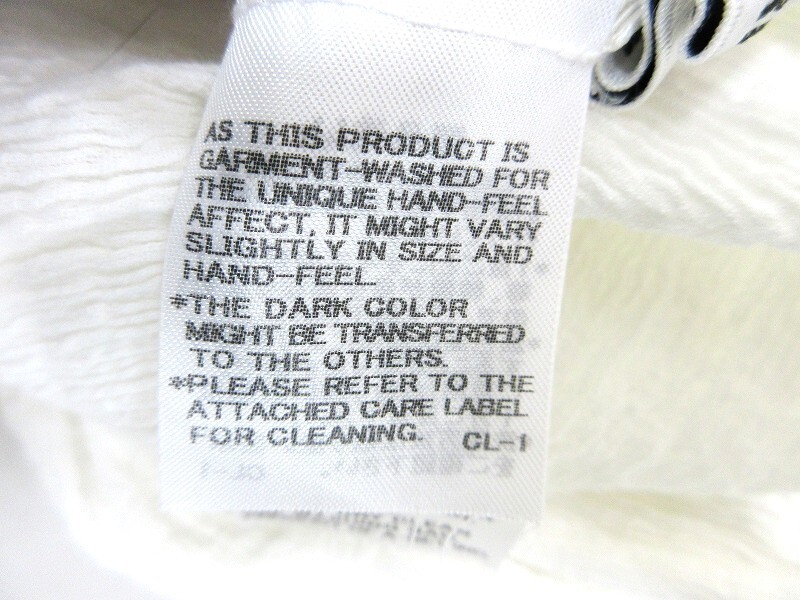 AS THIS PRODUCT IS
GARMENT-WASHED FOR
THE UNIQUE HAND-FEEL
AFFECT, IT MIGHT VARY
SLIGHTLY IN SIZE AND
HAND-FEEL.
*THE DARK COLOR
MIGHT BE TRANSFERRED
TO THE OTHERS.
*PLEASE REFER TO THE
ATTACHED CARE LABEL
FOR CLEANING. CL-1